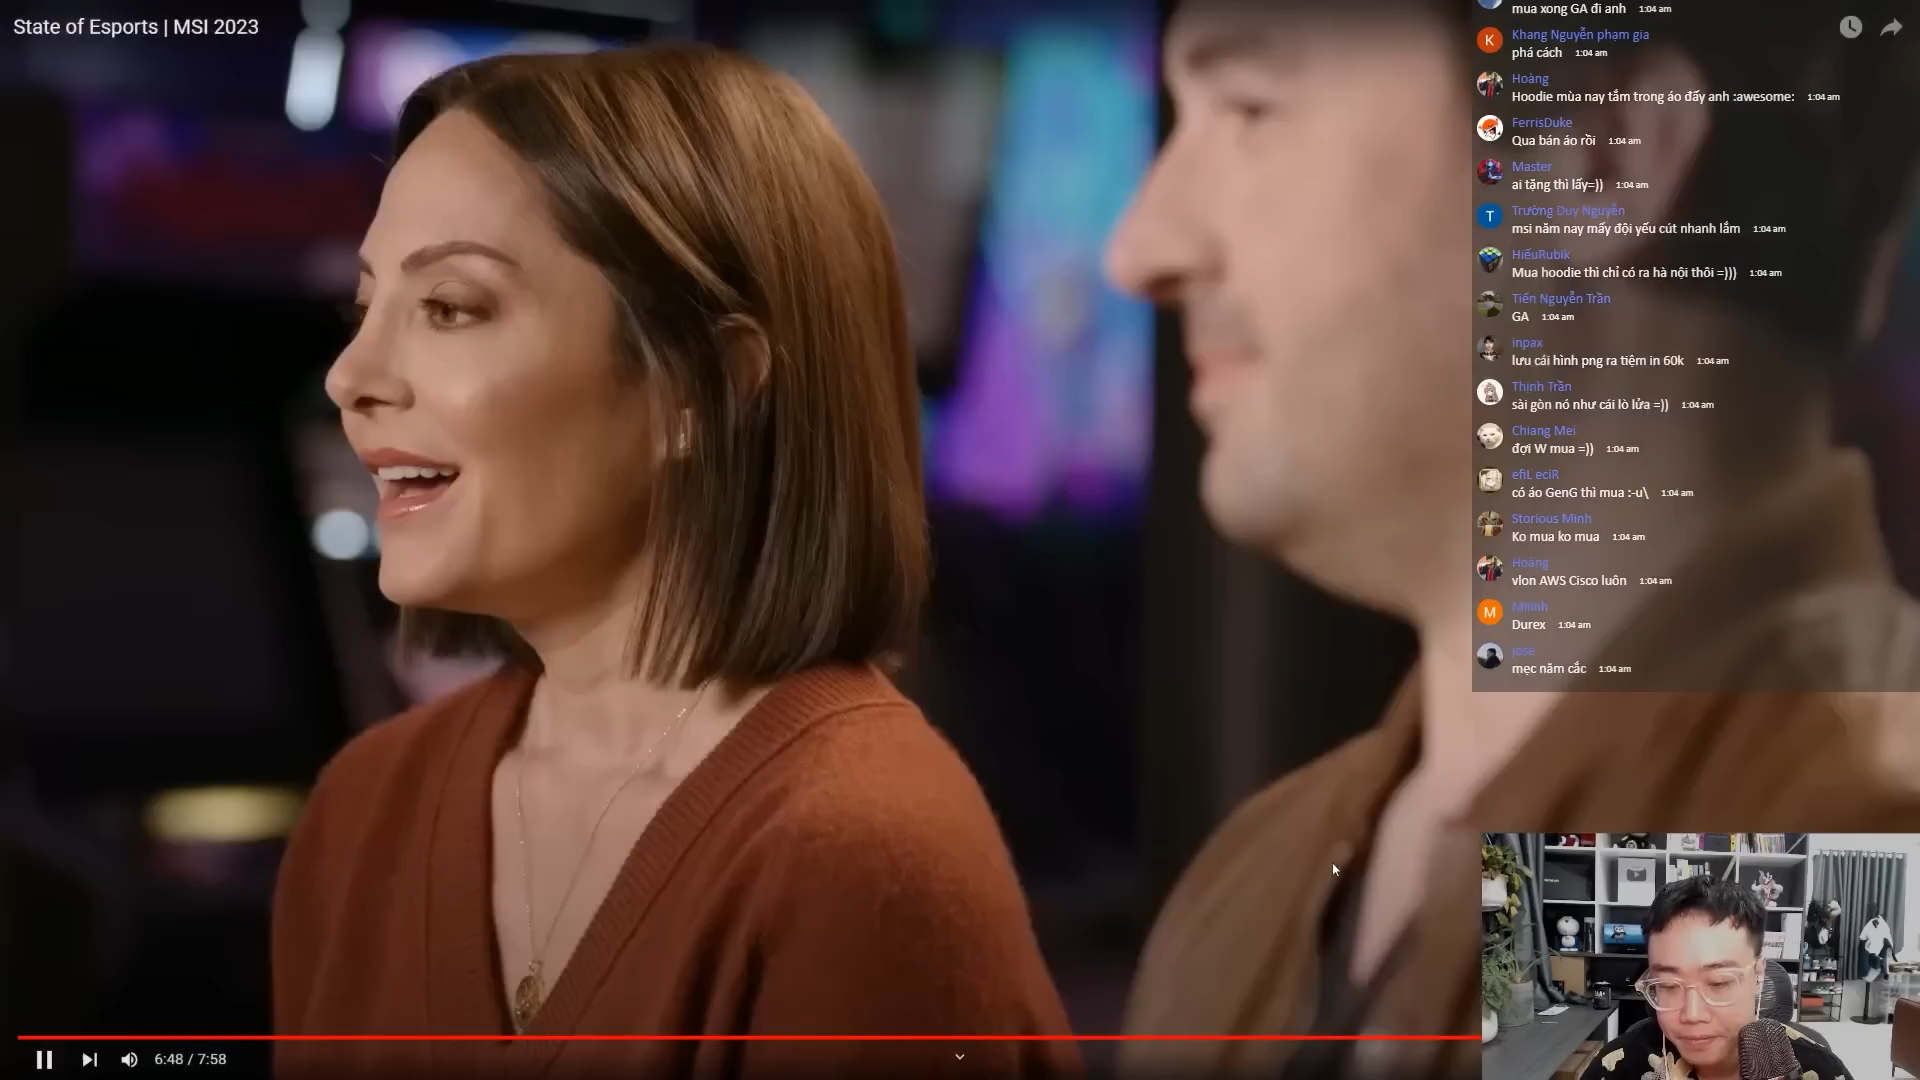 State of Esports | MSI 2023
mua xong GA đi anh 1:04 am
K
Khang Nguyễn phạm gia
phá cách 1:04 am
Hoàng
Hoodie mùa nay tắm trong áo đấy anh :awesome: 1:04 am
FerrisDuke
Qua bán áo rồi 1:04 am
Master
ai tặng thì lấy=)) 1:04 am
T
Trường Duy Nguyễn
msi năm nay mấy đội yếu cút nhanh lắm 1:04 am
HiếuRubik
Mua hoodie thì chỉ có ra hà nội thôi =))) 1:04 am
Tiến Nguyễn Trần
GA 1:04 am
inpax
lưu cái hình png ra tiệm in 60k 1:04 am
Thịnh Trần
sài gòn nó như cái lò lửa =)) 1:04 am
Chiang Mei
đợi W mua =)) 1:04 am
efiL eciR
có áo GenG thì mua :-u\ 1:04 am
Storious Minh
Ko mua ko mua 1:04 am
Hoàng
vlon AWS Cisco luôn 1:04 am
M
Durex 1:04 am
jose
mẹc năm cắc 1:04 am
6:48 / 7:58